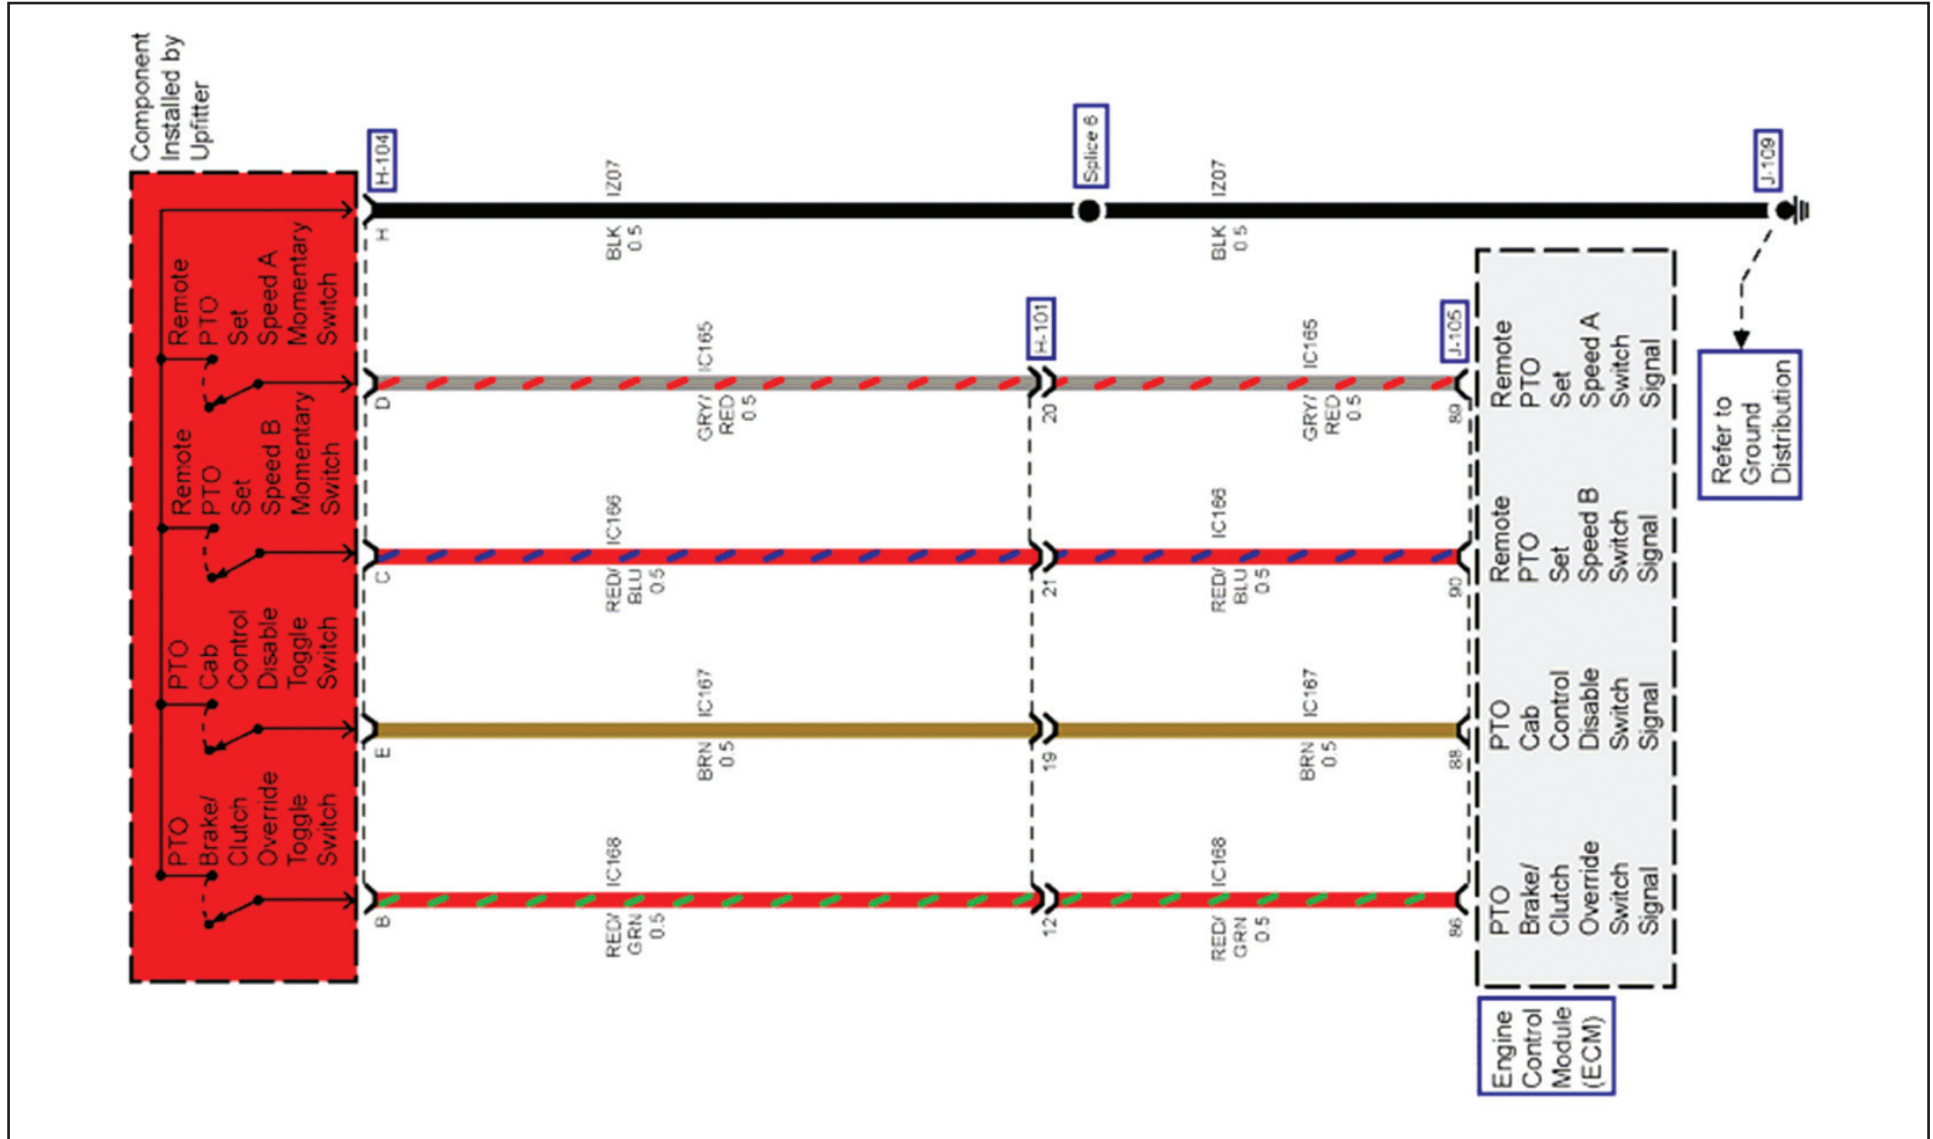 Component
Installed by
Upfitter
PTO
Brake/
Clutch
Override
Toggle
Switch
PTO
Cab
Control
Disable
Toggle
Switch
Remote
PTO
Set
Speed B
Momentary
Switch
Remote
PTO
Set
Speed A
Momentary
Switch
H-104
B
E
C
D
H
IC168
RED/
GRN
0.5
IC167
BRN
0.5
IC166
RED/
BLU
0.5
IC165
GRY/
RED
0.5
IZ07
BLK
0.5
Splice 6
H-101
12
19
21
20
IC168
RED/
GRN
0.5
IC167
BRN
0.5
IC166
RED/
BLU
0.5
IC165
GRY/
RED
0.5
IZ07
BLK
0.5
J-105
86
88
90
89
J-109
PTO
Brake/
Clutch
Override
Switch
Signal
PTO
Cab
Control
Disable
Switch
Signal
Remote
PTO
Set
Speed B
Switch
Signal
Remote
PTO
Set
Speed A
Switch
Signal
Engine
Control
Module
(ECM)
Refer to
Ground
Distribution